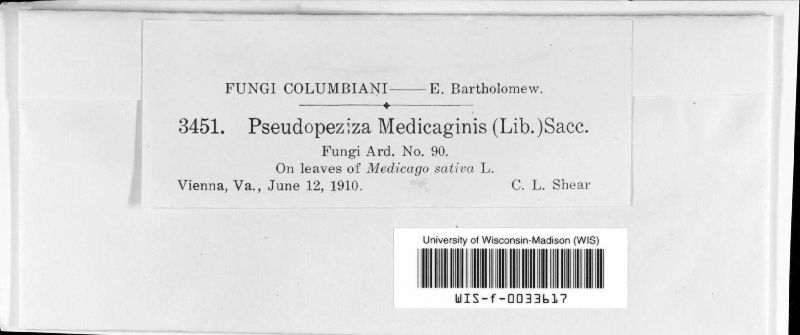 FUNGI COLUMBIANI—E. Bartholomew.
3451. Pseudopeziza Medicaginis (Lib.) Sacc.
Fungi Ard. No. 90.
On leaves of Medicago sativa L.
Vienna, Va., June 12, 1910. C. L. Shear
University of Wisconsin-Madison (WIS)
WIS-f-0033617